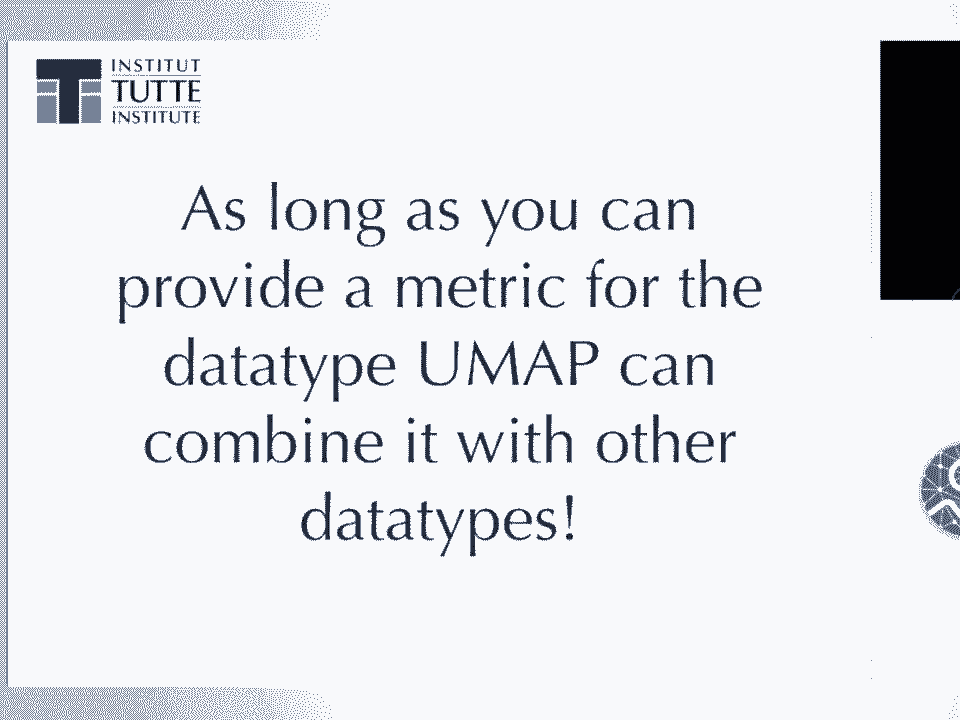 INSTITUT
TUTTE
INSTITUTE
As long as you can
provide a metric for the
datatype UMAP can
combine it with other
datatypes!